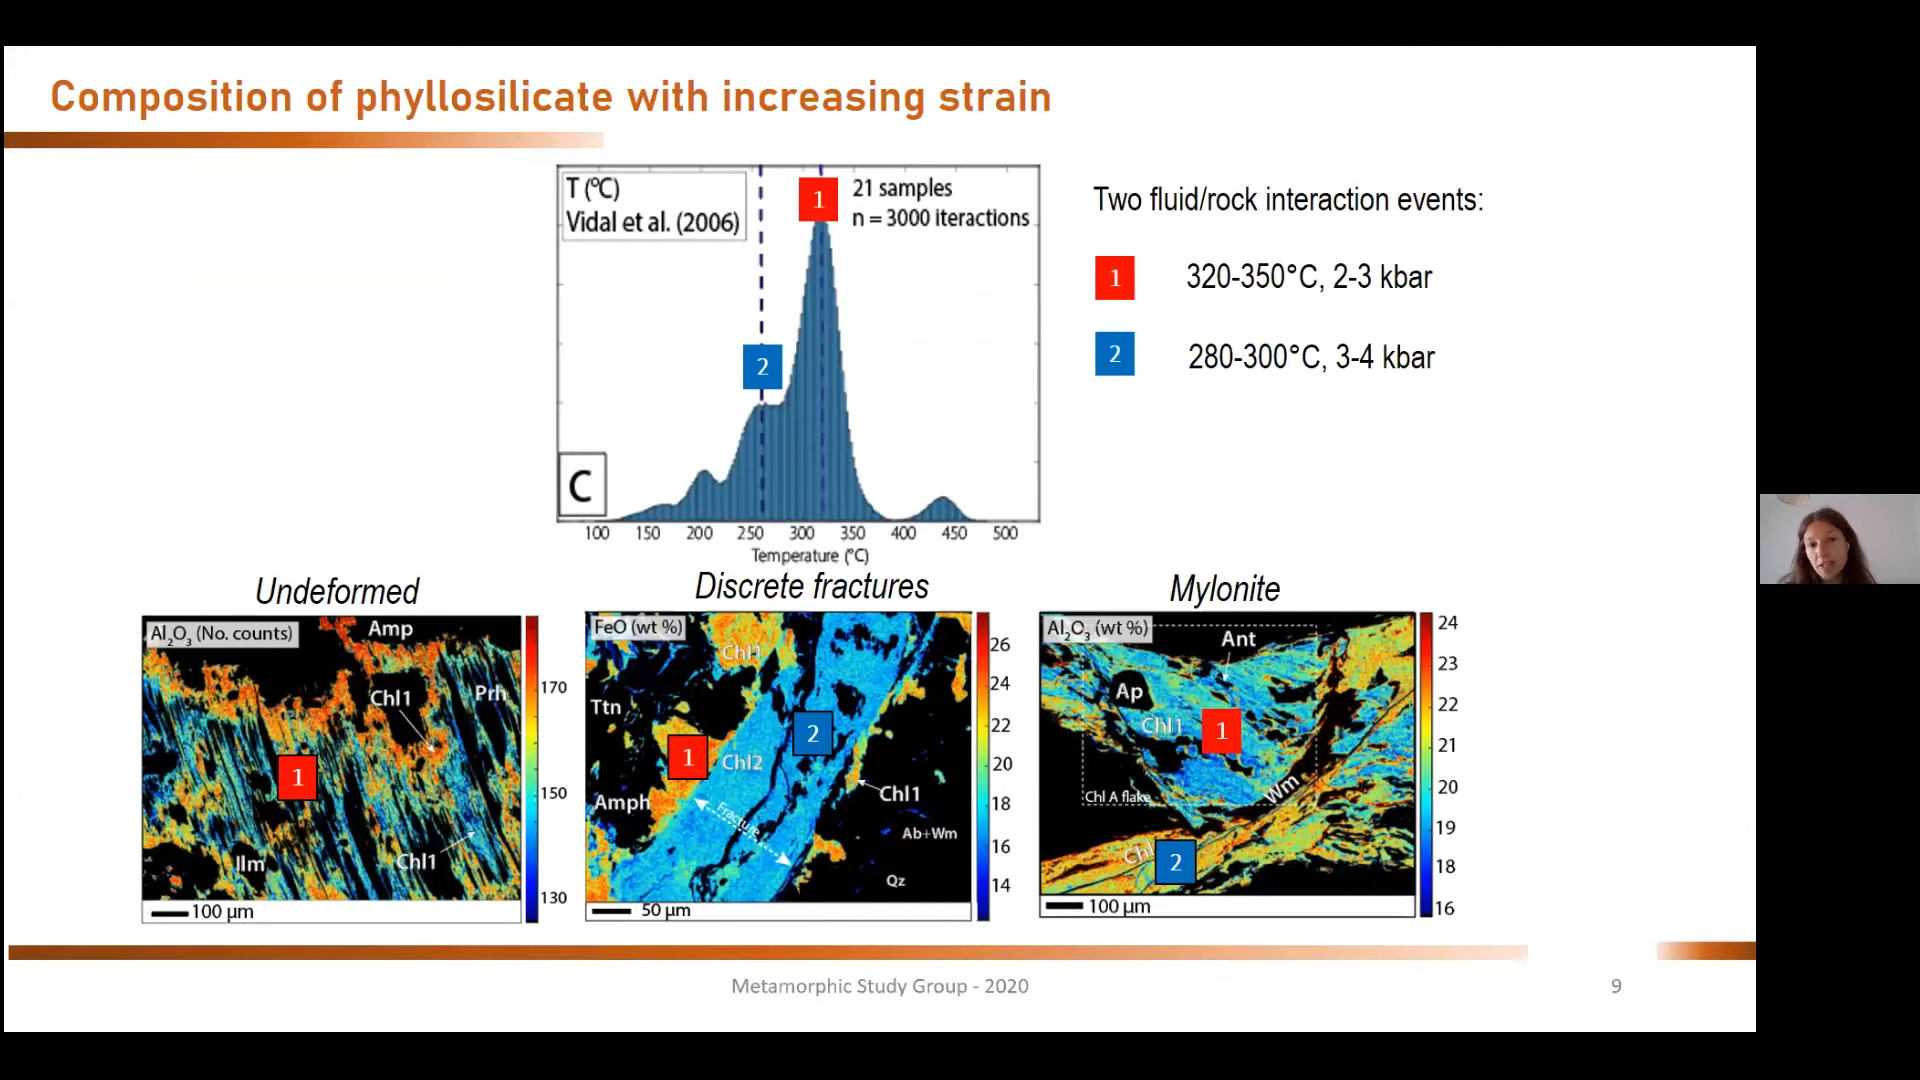 Composition of phyllosilicate with increasing strain
T (°C)
Vidal et al. (2006)
1
21 samples
n = 3000 iteractions
2
C
100 150 200 250 300 350 400 450 500
Temperature (°C)
Two fluid/rock interaction events:
1 320-350°C, 2-3 kbar
2 280-300°C, 3-4 kbar
Undeformed
Al2O3 (No. counts)
Amp
Chl1
Prh
1
Ilm
Chl1
100 µm
170
150
130
Discrete fractures
FeO (wt %)
Chl1
Ttn
2
1
Chl2
Amph
Fracture
Chl1
Ab+Wm
Qz
50 µm
26
24
22
20
18
16
14
Mylonite
Al2O3 (wt %)
Ant
Ap
Chl1
1
Wm
Chl A flake
Chl
2
100 µm
24
23
22
21
20
19
18
16
Metamorphic Study Group - 2020
9